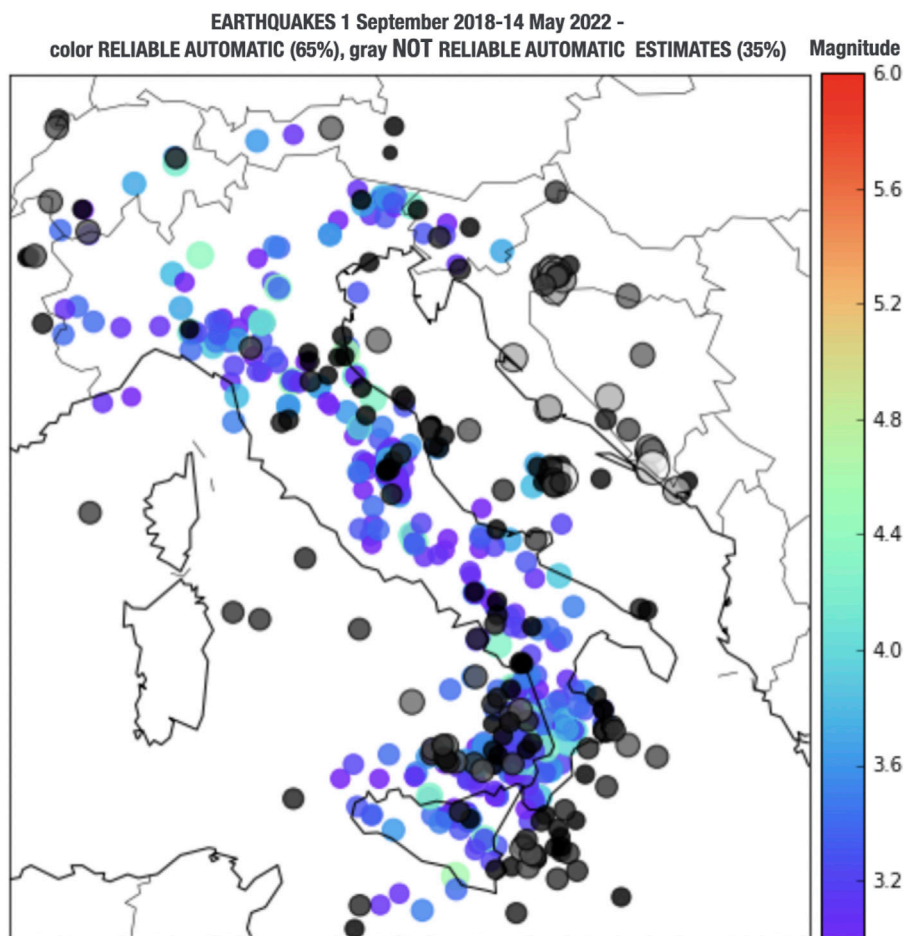 EARTHQUAKES 1 September 2018-14 May 2022 -
color RELIABLE AUTOMATIC (65%), gray NOT RELIABLE AUTOMATIC ESTIMATES (35%)
Magnitude
6.0
5.6
5.2
4.8
4.4
4.0
3.6
3.2